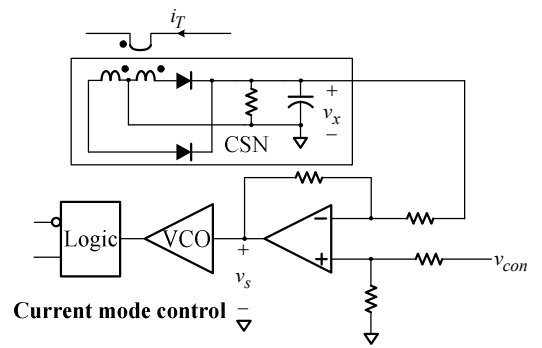 i_T
+
v_x
−
CSN
−
+
Logic
VCO
+
v_s
−
v_con
Current mode control